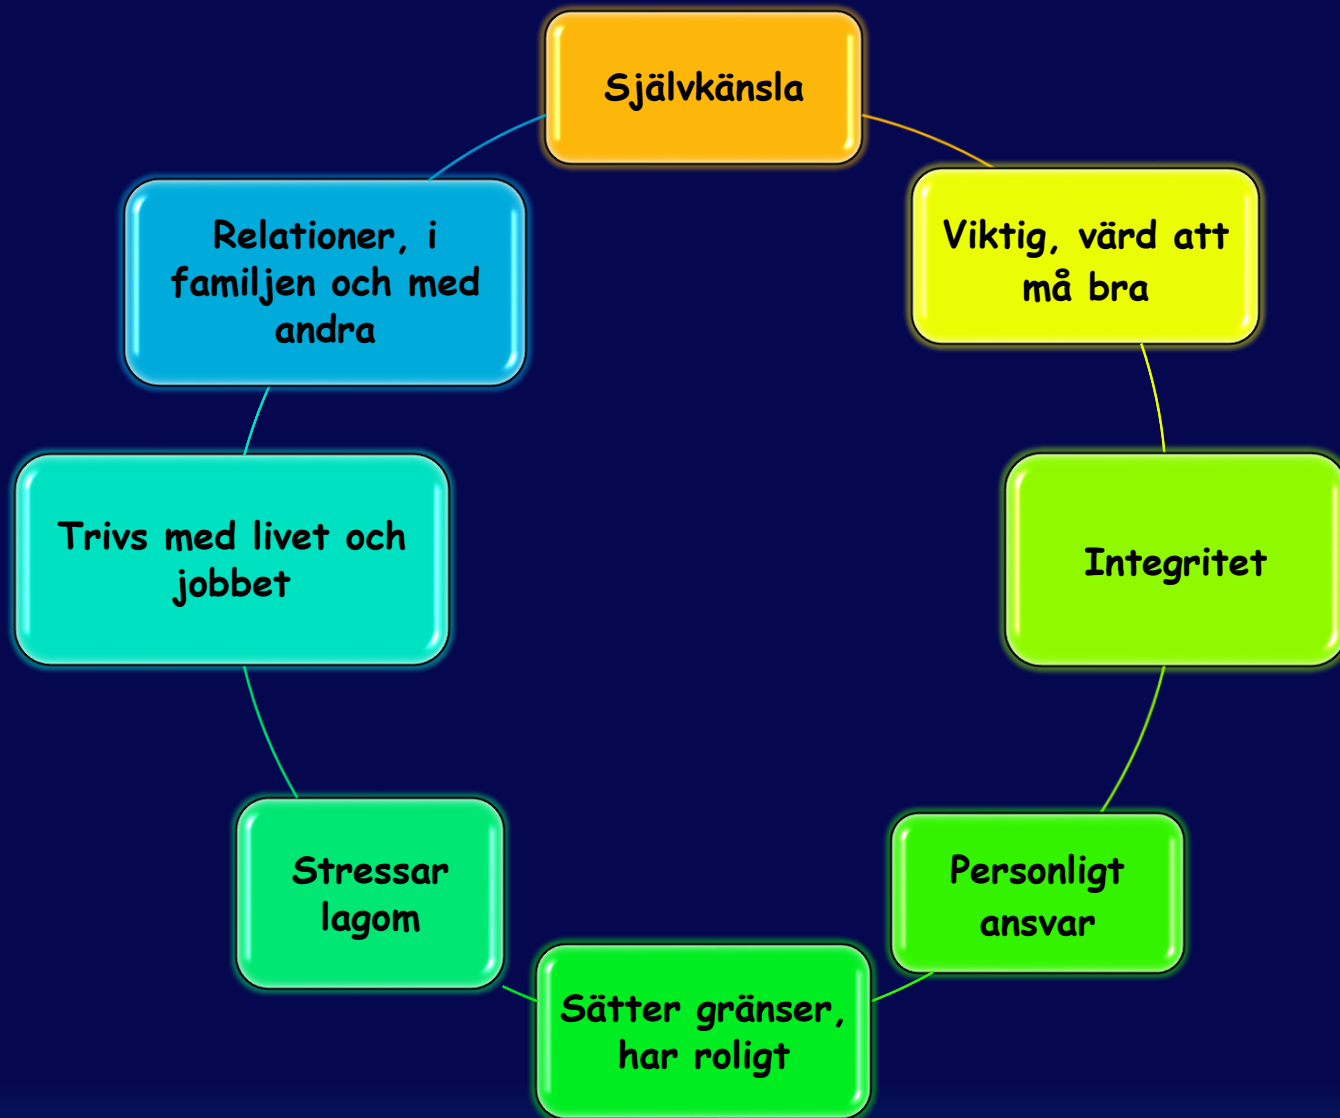 Självkänsla
Viktig, värd att
må bra
Integritet
Personligt
ansvar
Sätter gränser,
har roligt
Stressar
lagom
Trivs med livet och
jobbet
Relationer, i
familjen och med
andra